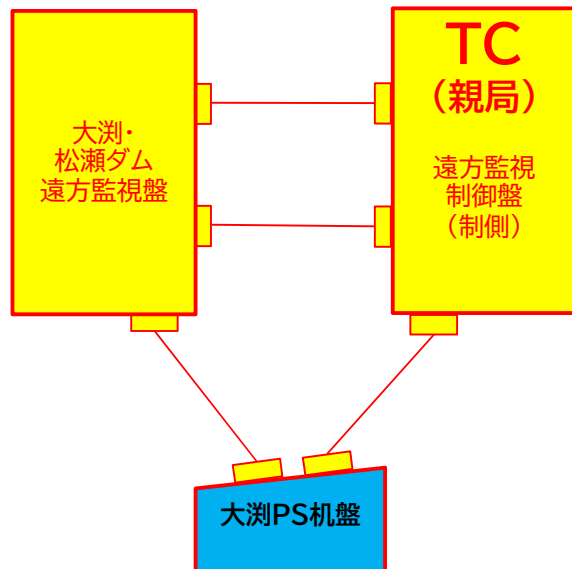 大渕・
松瀬ダム
遠方監視盤
TC
（親局）
遠方監視
制御盤
（制側）
大渕PS机盤